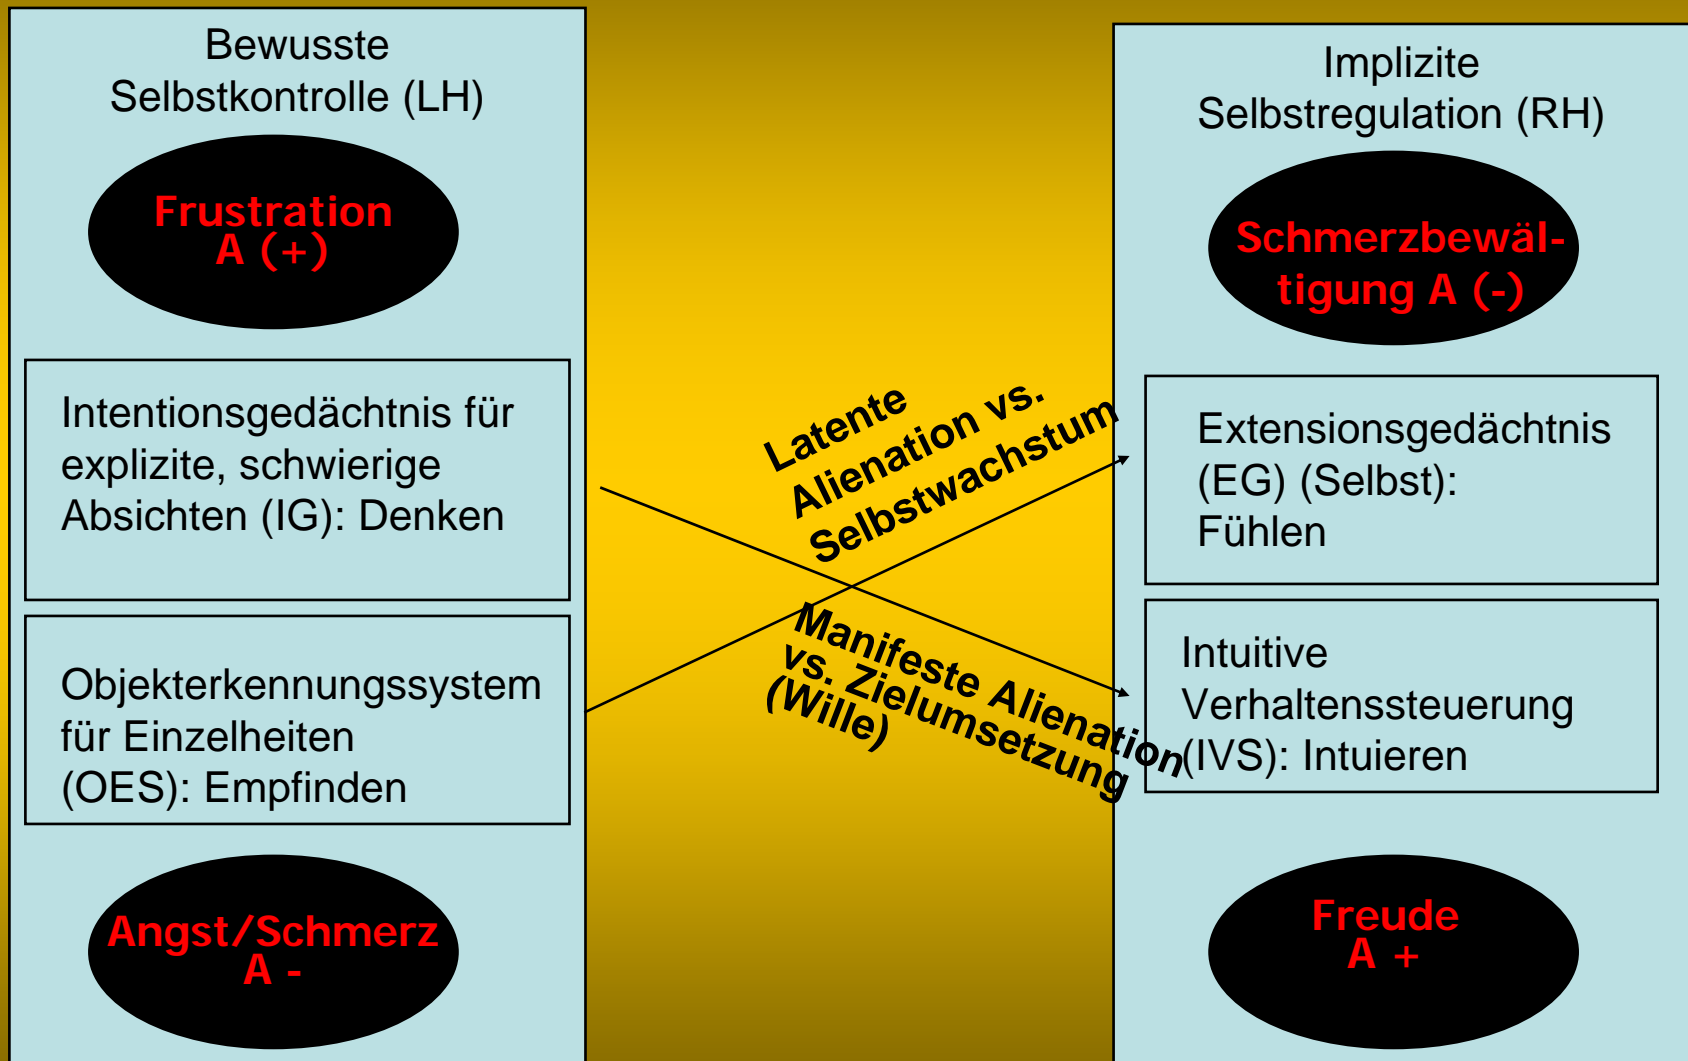 Bewusste
Selbstkontrolle (LH)
Frustration
A (+)
Intentionsgedächtnis für
explizite, schwierige
Absichten (IG): Denken
Objekterkennungssystem
für Einzelheiten
(OES): Empfinden
Angst/Schmerz
A -
Latente
Alienation vs.
Selbstwachstum
Manifeste Alienation
vs. Zielumsetzung
(Wille)
Implizite
Selbstregulation (RH)
Schmerzbewäl-
tigung A (-)
Extensionsgedächtnis
(EG) (Selbst):
Fühlen
Intuitive
Verhaltenssteuerung
(IVS): Intuieren
Freude
A +